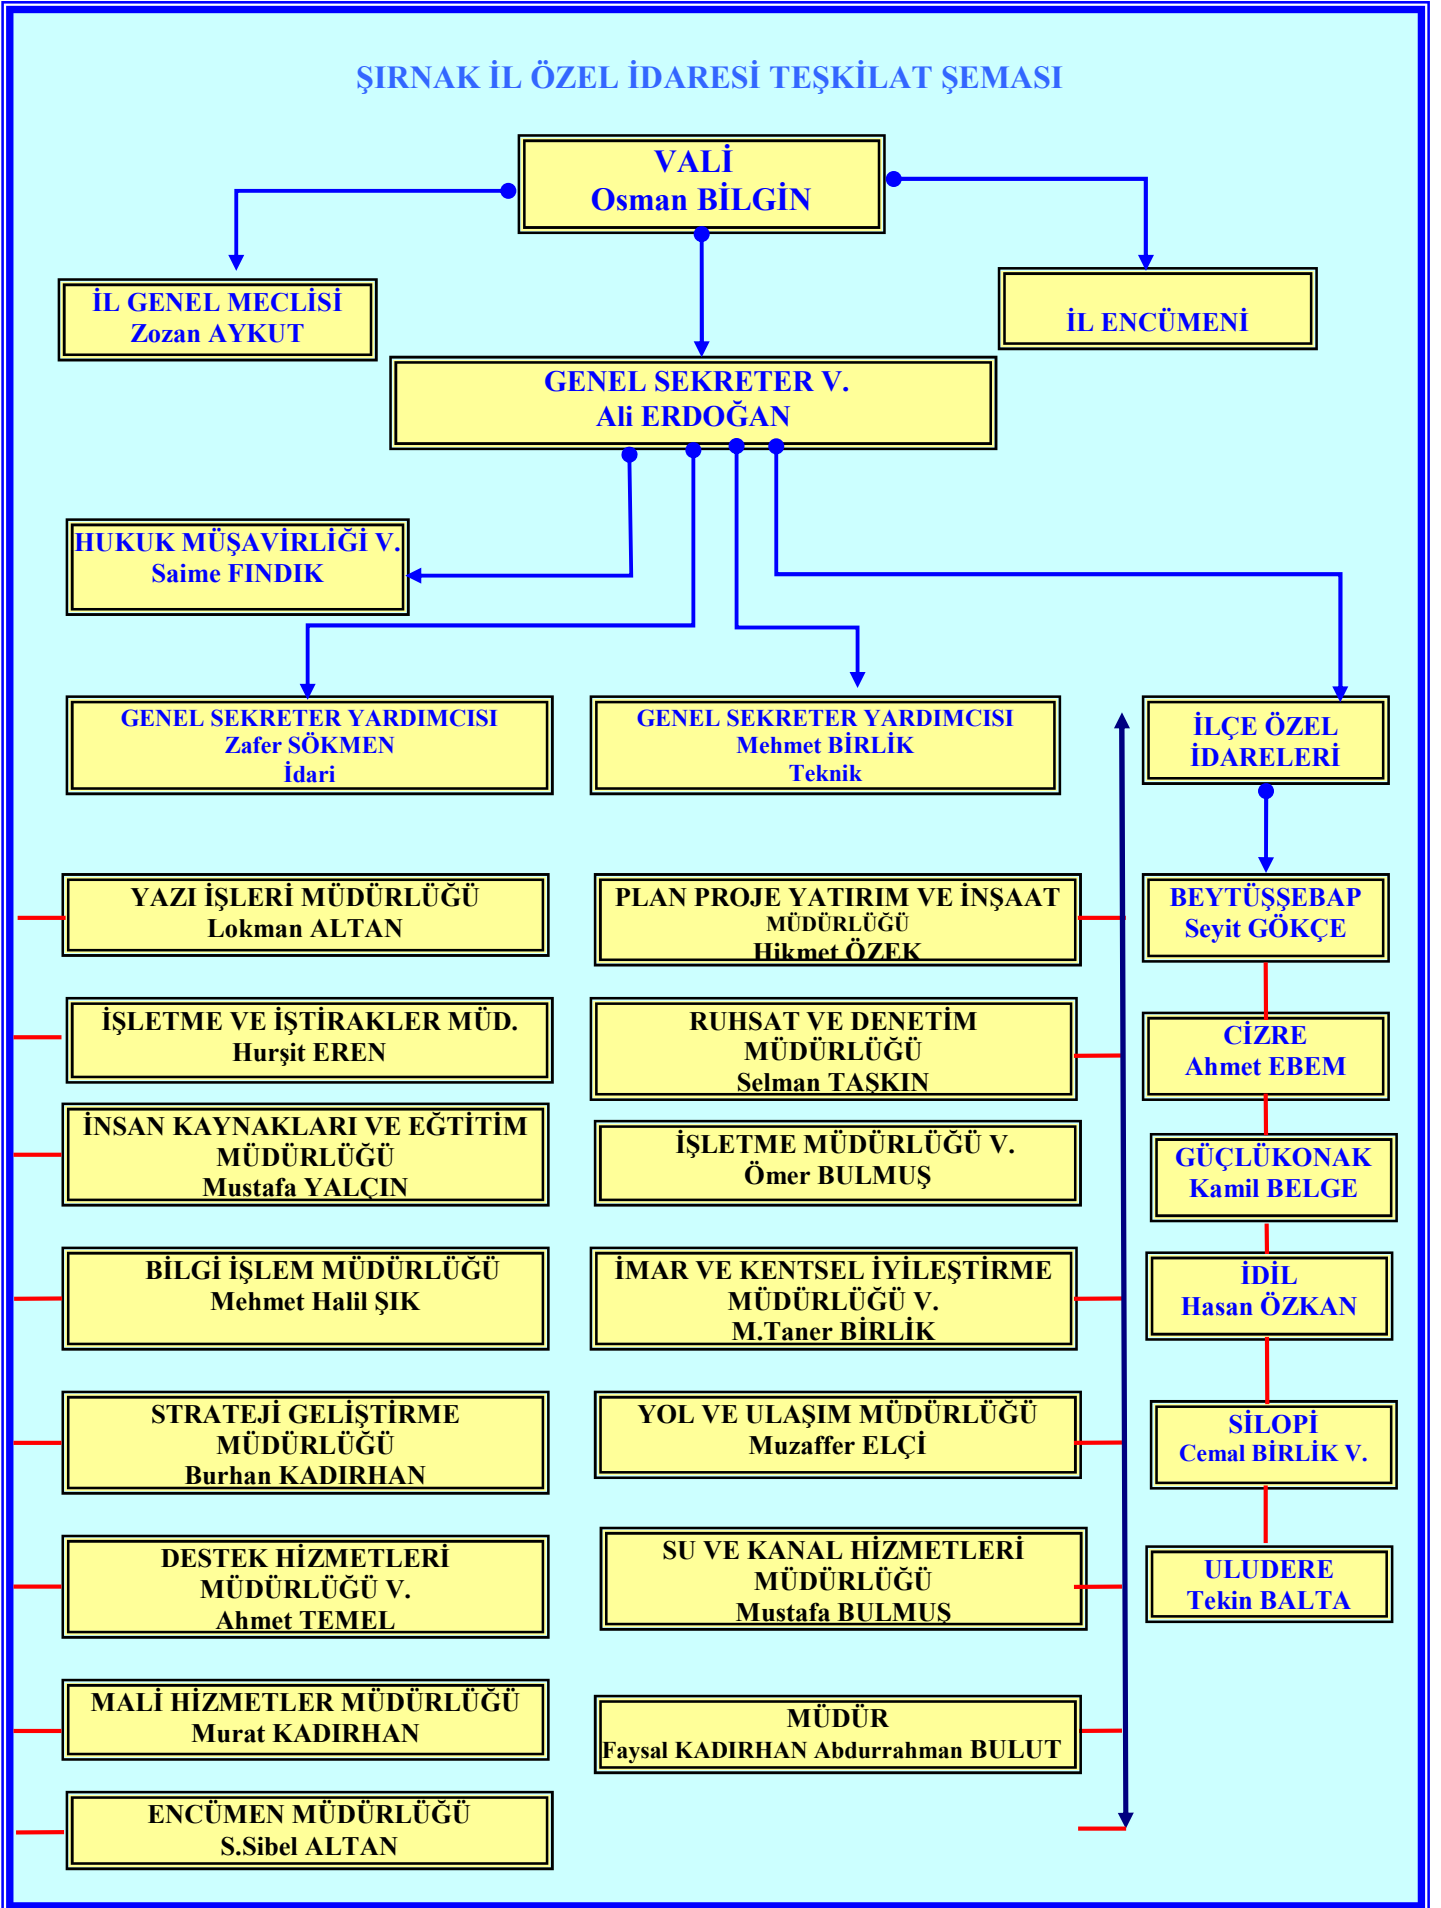 ŞIRNAK İL ÖZEL İDARESİ TEŞKİLAT ŞEMASI
VALİ
Osman BİLGİN
İL GENEL MECLİSİ
Zozan AYKUT
İL ENCÜMENİ
GENEL SEKRETER V.
Ali ERDOĞAN
HUKUK MÜŞAVİRLİĞİ V.
Saime FINDIK
GENEL SEKRETER YARDIMCISI
Zafer SÖKMEN
İdari
GENEL SEKRETER YARDIMCISI
Mehmet BİRLİK
Teknik
İLÇE ÖZEL
İDARELERİ
YAZI İŞLERİ MÜDÜRLÜĞÜ
Lokman ALTAN
PLAN PROJE YATIRIM VE İNŞAAT
MÜDÜRLÜĞÜ
Hikmet ÖZEK
BEYTÜŞŞEBAP
Seyit GÖKÇE
İŞLETME VE İŞTİRAKLER MÜD.
Hurşit EREN
RUHSAT VE DENETİM
MÜDÜRLÜĞÜ
Selman TAŞKIN
CİZRE
Ahmet EBEM
İNSAN KAYNAKLARI VE EĞTİTİM
MÜDÜRLÜĞÜ
Mustafa YALÇIN
İŞLETME MÜDÜRLÜĞÜ V.
Ömer BULMUŞ
GÜÇLÜKONAK
Kamil BELGE
BİLGİ İŞLEM MÜDÜRLÜĞÜ
Mehmet Halil ŞIK
İMAR VE KENTSEL İYİLEŞTİRME
MÜDÜRLÜĞÜ V.
M.Taner BİRLİK
İDİL
Hasan ÖZKAN
STRATEJİ GELİŞTİRME
MÜDÜRLÜĞÜ
Burhan KADIRHAN
YOL VE ULAŞIM MÜDÜRLÜĞÜ
Muzaffer ELÇİ
SİLOPİ
Cemal BİRLİK V.
DESTEK HİZMETLERİ
MÜDÜRLÜĞÜ V.
Ahmet TEMEL
SU VE KANAL HİZMETLERİ
MÜDÜRLÜĞÜ
Mustafa BULMUŞ
ULUDERE
Tekin BALTA
MALİ HİZMETLER MÜDÜRLÜĞÜ
Murat KADIRHAN
MÜDÜR
Faysal KADIRHAN Abdurrahman BULUT
ENCÜMEN MÜDÜRLÜĞÜ
S.Sibel ALTAN